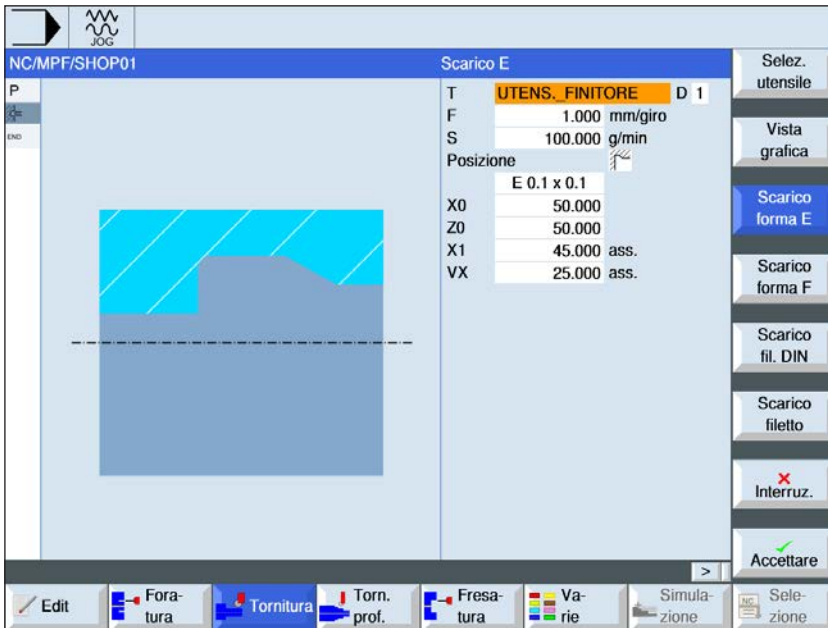 JOG
NC/MPF/SHOP01
Scarico E
P
END
T UTENS._FINITORE D 1
F 1.000 mm/giro
S 100.000 g/min
Posizione
E 0.1 x 0.1
X0 50.000
Z0 50.000
X1 45.000 ass.
VX 25.000 ass.
Selez.
utensile
Vista
grafica
Scarico
forma E
Scarico
forma F
Scarico
fil. DIN
Scarico
filetto
Interruz.
Accettare
>
Edit
Fora-
tura
Tornitura
Torn.
prof.
Fresa-
tura
Va-
rie
Simula-
zione
NC
Sele-
zione